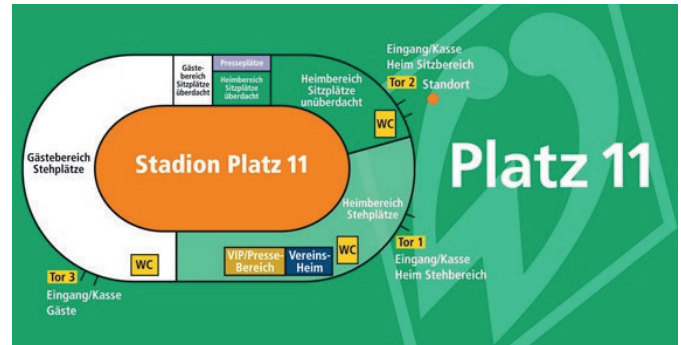 Gäste-
bereich
Sitzplätze
überdacht
Presseplätze
Heimbereich
Sitzplätze
überdacht
Heimbereich
Sitzplätze
unüberdacht
Eingang/Kasse
Heim Sitzbereich
Tor 2 Standort
WC
Gästebereich
Stehplätze
Stadion Platz 11
Platz 11
Heimbereich
Stehplätze
WC
VIP/Presse-
Bereich
Vereins-
Heim
WC
Tor 1
Eingang/Kasse
Heim Stehbereich
Tor 3
Eingang/Kasse
Gäste